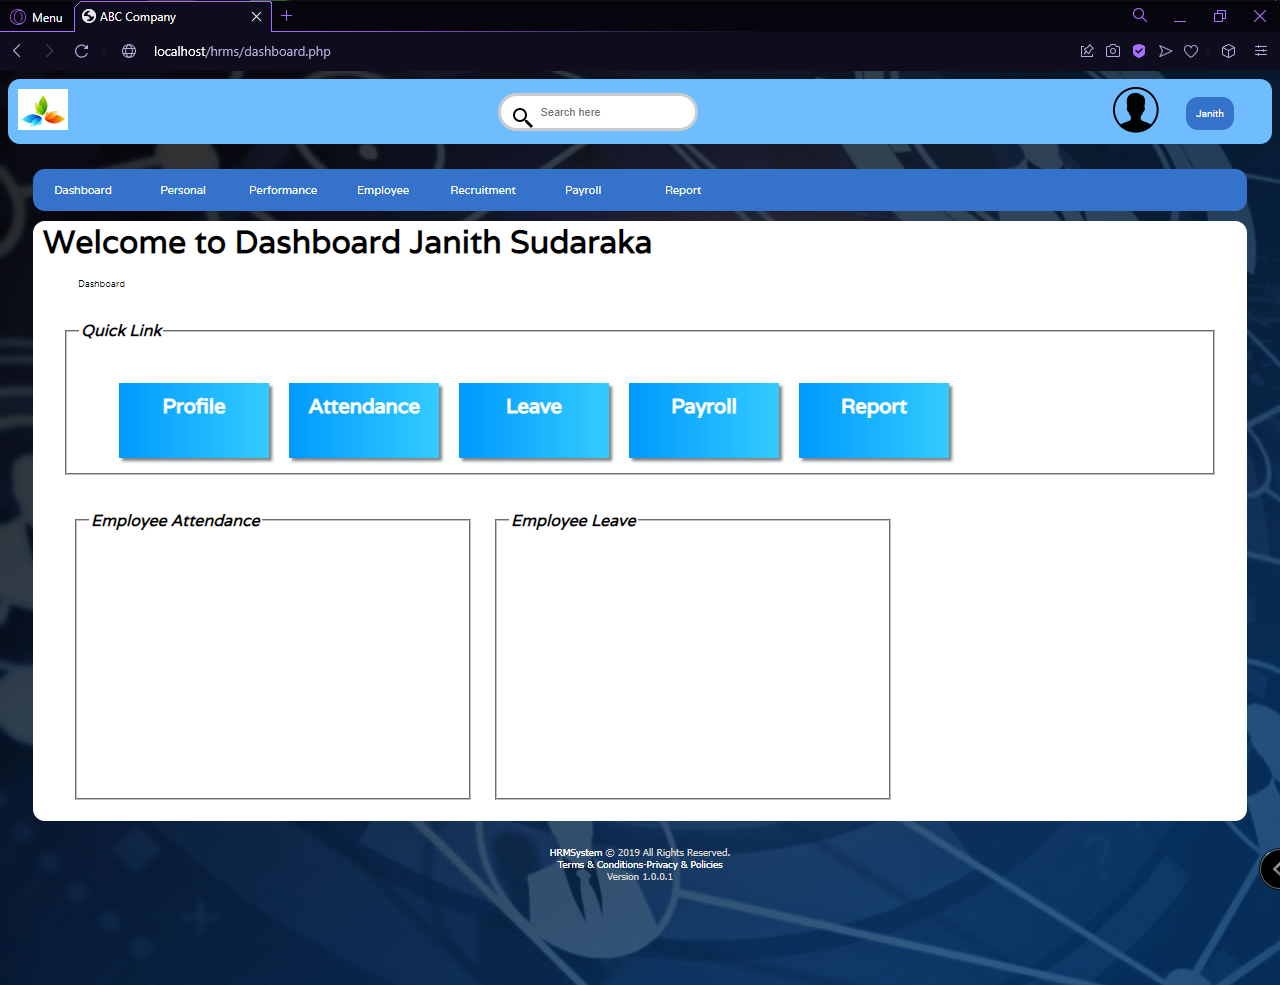 Menu
ABC Company
localhost/hrms/dashboard.php
Search here
Janith
Dashboard Personal Performance Employee Recruitment Payroll Report
Welcome to Dashboard Janith Sudaraka
Dashboard
Quick Link
Profile Attendance Leave Payroll Report
Employee Attendance Employee Leave
HRMSystem © 2019 All Rights Reserved.
Terms & Conditions-Privacy & Policies
Version 1.0.0.1